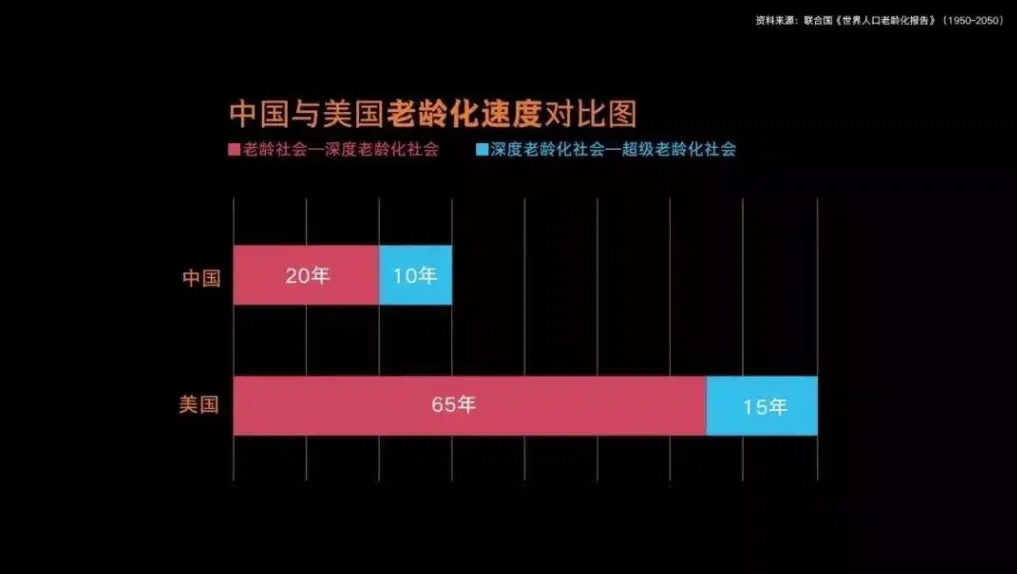 资料来源：联合国《世界人口老龄化报告》（1950-2050）
中国与美国老龄化速度对比图
老龄社会—深度老龄化社会 深度老龄化社会—超级老龄化社会
中国 20年 10年
美国 65年 15年